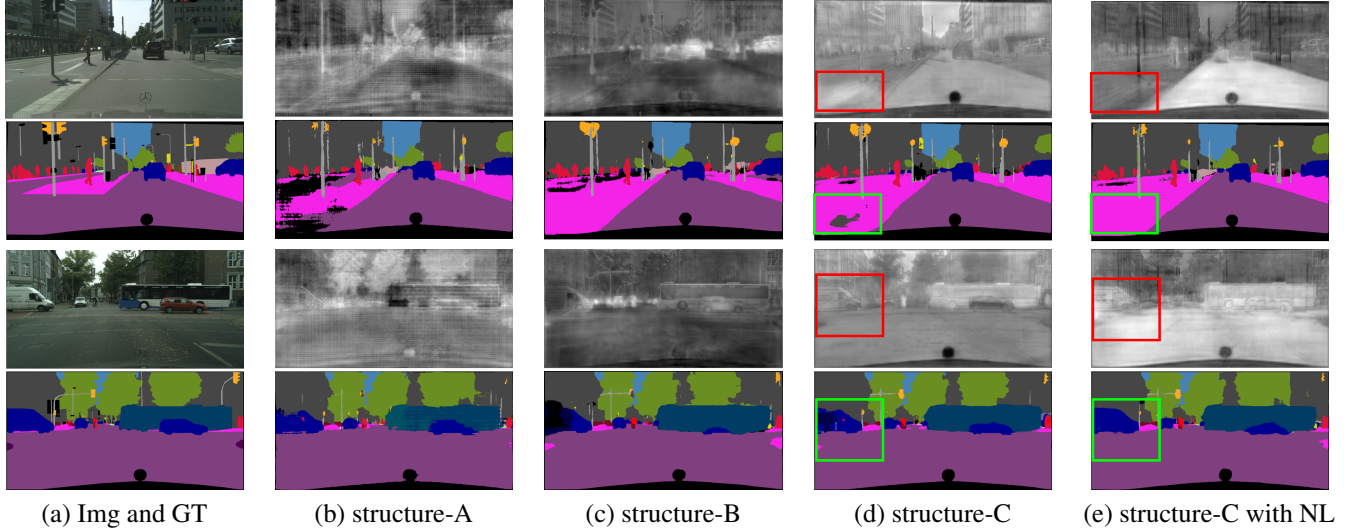 (a) Img and GT
(b) structure-A
(c) structure-B
(d) structure-C
(e) structure-C with NL